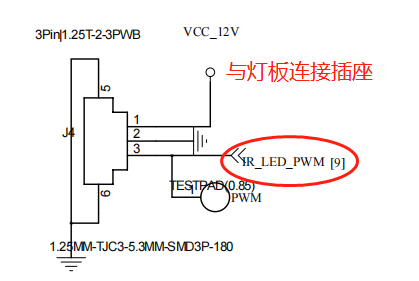 3Pin|1.25T-2-3PWB
VCC_12V
与灯板连接插座
5
J4
1
2
3
IR_LED_PWM [9]
TESTPAD(0.85)
1
PWM
6
1.25MM-TJC3-5.3MM-SMD3P-180